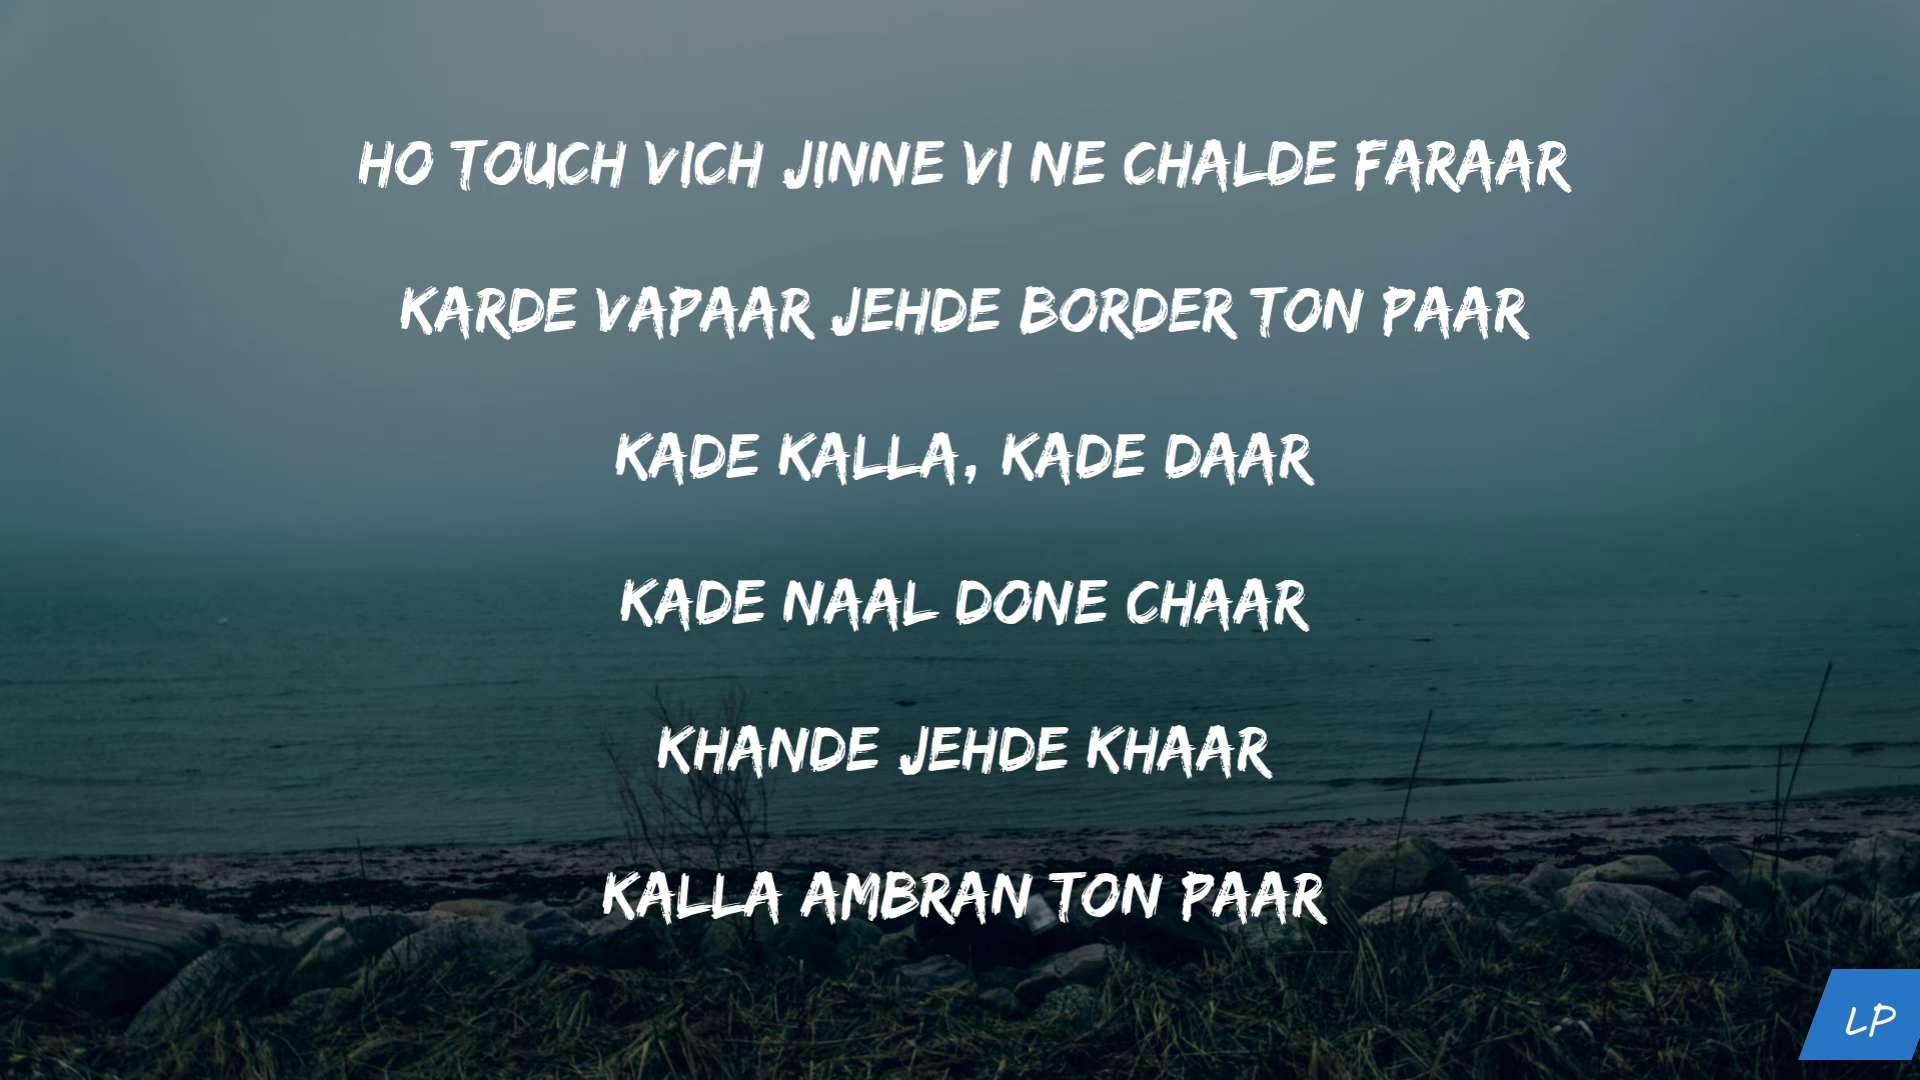 HO TOUCH VICH JINNE VI NE CHALDE FARAAR
KARDE VAPAAR JEHDE BORDER TON PAAR
KADE KALLA, KADE DAAR
KADE NAAL DONE CHAAR
KHANDE JEHDE KHAAR
KALLA AMBRAN TON PAAR
LP